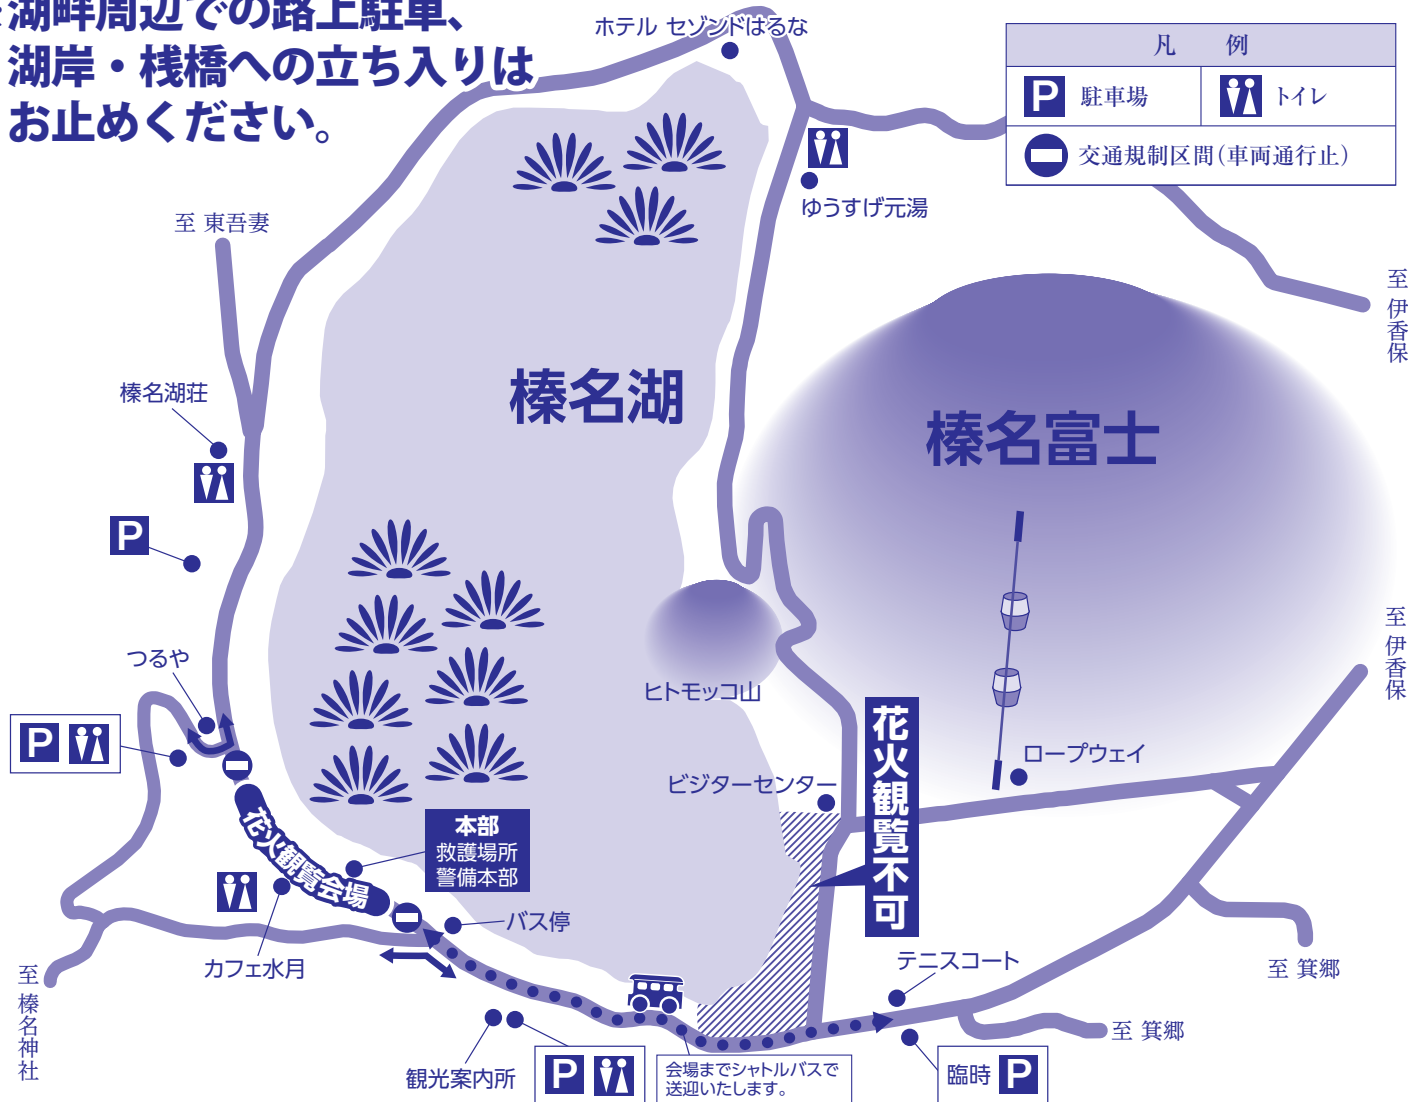 湖畔周辺での路上駐車、
湖岸・桟橋への立ち入りは
お止めください。
ホテル セゾンドはるな
凡 例
P 駐車場
トイレ
交通規制区間(車両通行止)
ゆうすげ元湯
至 東吾妻
至 伊香保
榛名湖荘
榛名湖
榛名富士
P
つるや
ヒトモッコ山
至 伊香保
P
花火観覧不可
ロープウェイ
ビジターセンター
本部
救護場所
警備本部
花火観覧会場
バス停
カフェ水月
テニスコート
至 榛名神社
至 箕郷
至 箕郷
観光案内所
P
会場までシャトルバスで
送迎いたします。
臨時 P